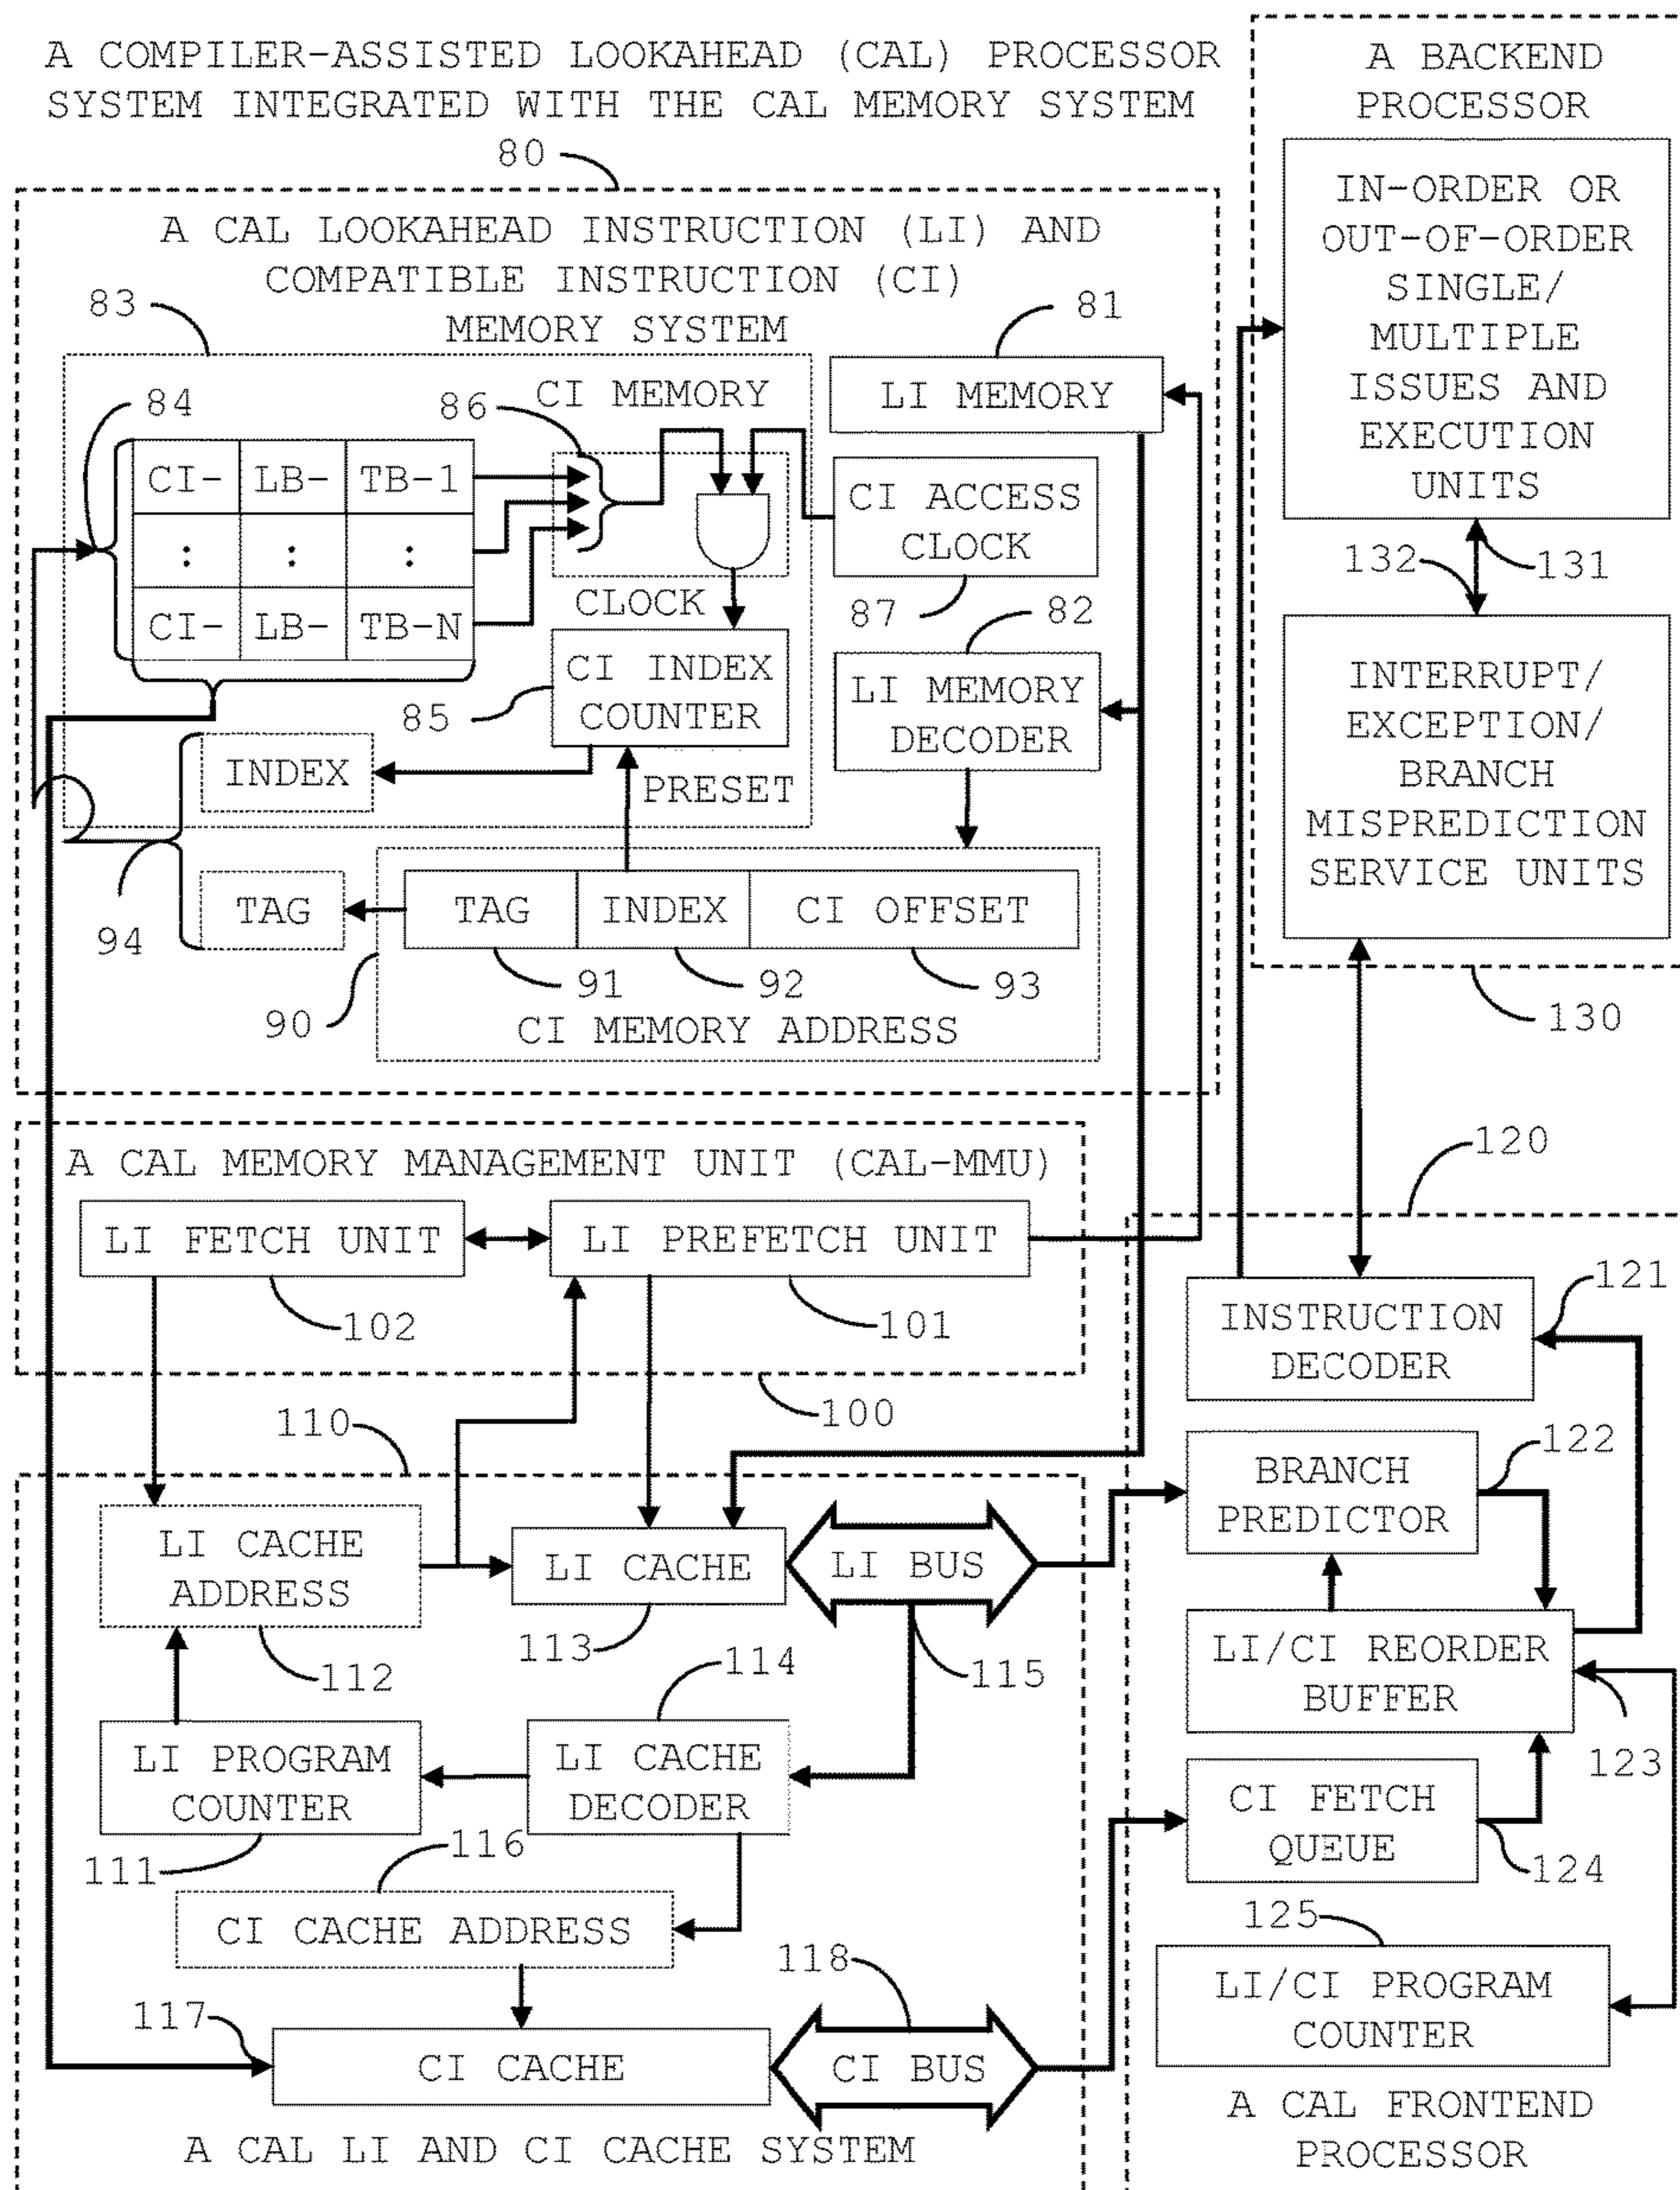 A COMPILER-ASSISTED LOOKAHEAD (CAL) PROCESSOR
SYSTEM INTEGRATED WITH THE CAL MEMORY SYSTEM
80
A CAL LOOKAHEAD INSTRUCTION (LI) AND
COMPATIBLE INSTRUCTION (CI)
MEMORY SYSTEM
83
81
LI MEMORY
CI MEMORY
84
86
CI-
LB-
TB-1
:
:
:
CI-
LB-
TB-N
CI ACCESS
CLOCK
87
CLOCK
82
CI INDEX
COUNTER
85
LI MEMORY
DECODER
INDEX
PRESET
94
TAG
TAG
INDEX
CI OFFSET
91
92
93
90
CI MEMORY ADDRESS
A BACKEND
PROCESSOR
IN-ORDER OR
OUT-OF-ORDER
SINGLE/
MULTIPLE
ISSUES AND
EXECUTION
UNITS
132
131
INTERRUPT/
EXCEPTION/
BRANCH
MISPREDICTION
SERVICE UNITS
130
A CAL MEMORY MANAGEMENT UNIT (CAL-MMU)
LI FETCH UNIT
LI PREFETCH UNIT
102
101
100
110
LI CACHE
ADDRESS
LI CACHE
LI BUS
112
113
114
115
LI PROGRAM
COUNTER
LI CACHE
DECODER
111
116
CI CACHE ADDRESS
118
117
CI CACHE
CI BUS
A CAL LI AND CI CACHE SYSTEM
120
121
INSTRUCTION
DECODER
122
BRANCH
PREDICTOR
LI/CI REORDER
BUFFER
123
CI FETCH
QUEUE
124
125
LI/CI PROGRAM
COUNTER
A CAL FRONTEND
PROCESSOR